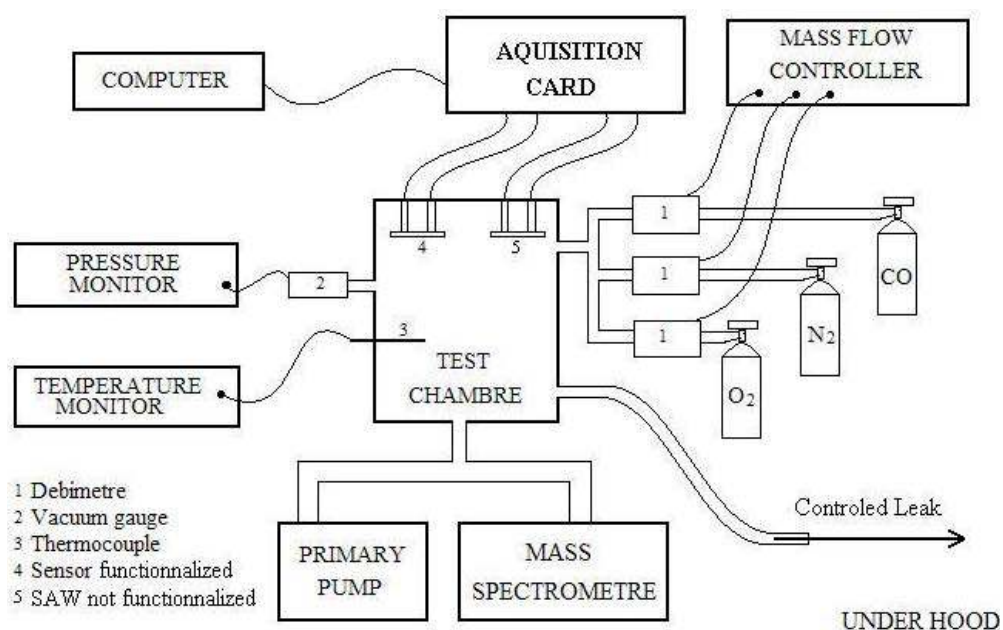 COMPUTER
AQUISITION
CARD
MASS FLOW
CONTROLLER
1
1
1
CO
N2
O2
4
5
PRESSURE
MONITOR
2
3
TEMPERATURE
MONITOR
TEST
CHAMBRE
PRIMARY
PUMP
MASS
SPECTROMETRE
Controled Leak
UNDER HOOD
1 Debimetre
2 Vacuum gauge
3 Thermocouple
4 Sensor functionnalized
5 SAW not functionnalized